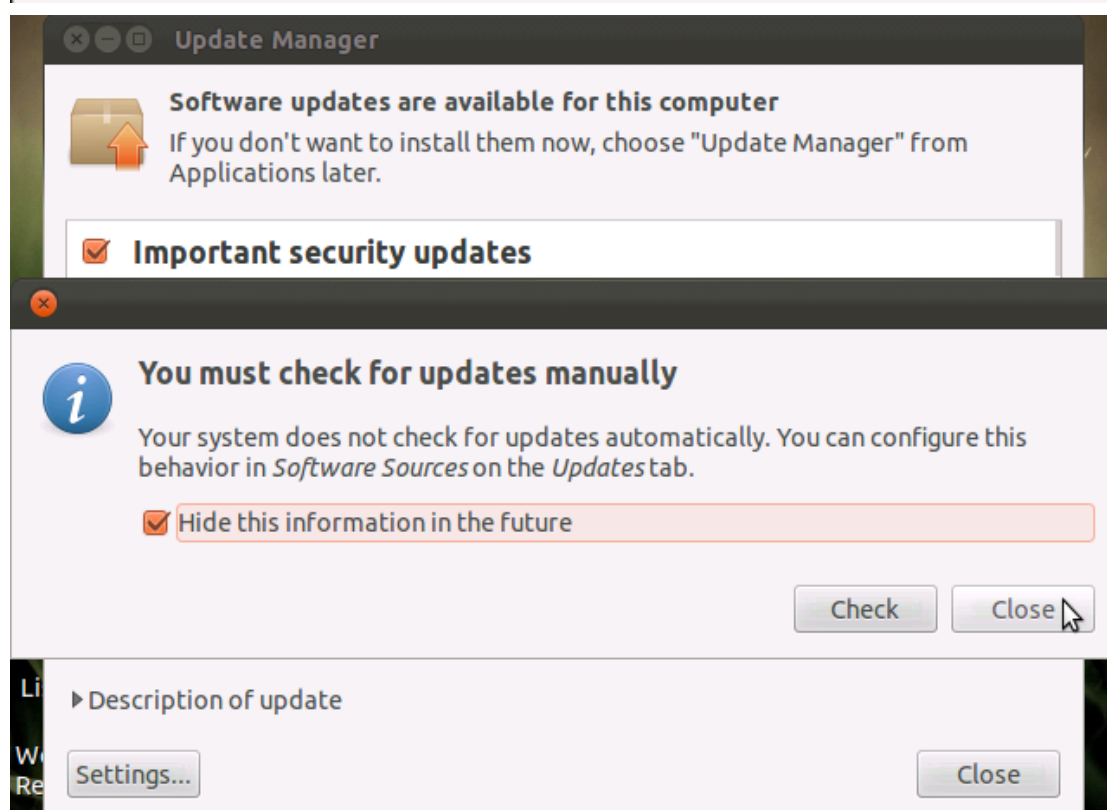 Update Manager
Software updates are available for this computer
If you don't want to install them now, choose "Update Manager" from
Applications later.
Important security updates
You must check for updates manually
Your system does not check for updates automatically. You can configure this
behavior in Software Sources on the Updates tab.
Hide this information in the future
Check Close
Li
Description of update
We
Re
Settings... Close